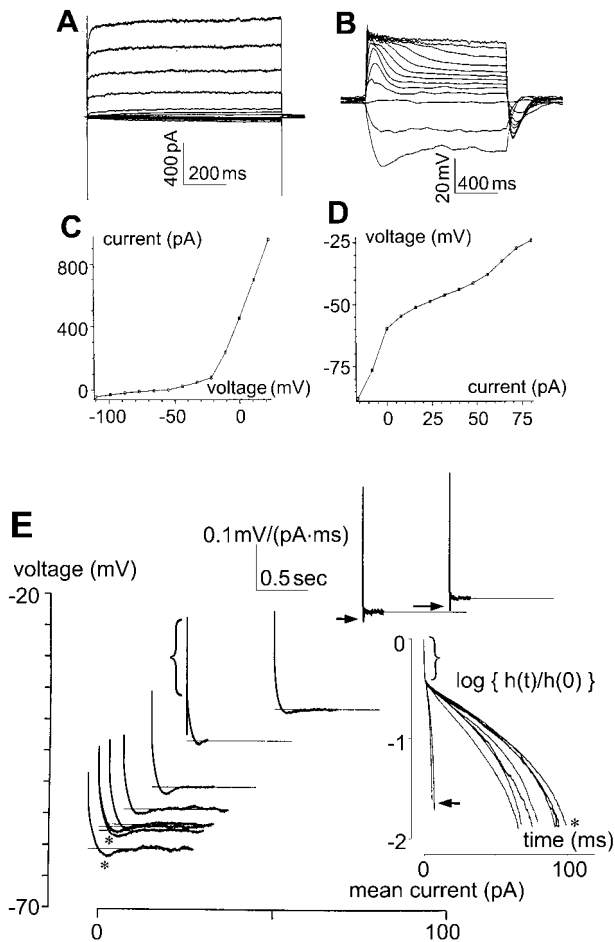 A
B
400 pA
200 ms
20 mV
400 ms
C
D
current (pA)
800
400
0
-100
-50
0
voltage (mV)
-25
voltage (mV)
-50
-75
current (pA)
0
25
50
75
E
0.1 mV/(pA·ms)
0.5 sec
voltage (mV)
-20
-70
{
}
0
log { h(t)/h(0) }
-1
-2
time (ms)
0
100
*
*
*
mean current (pA)
0
100